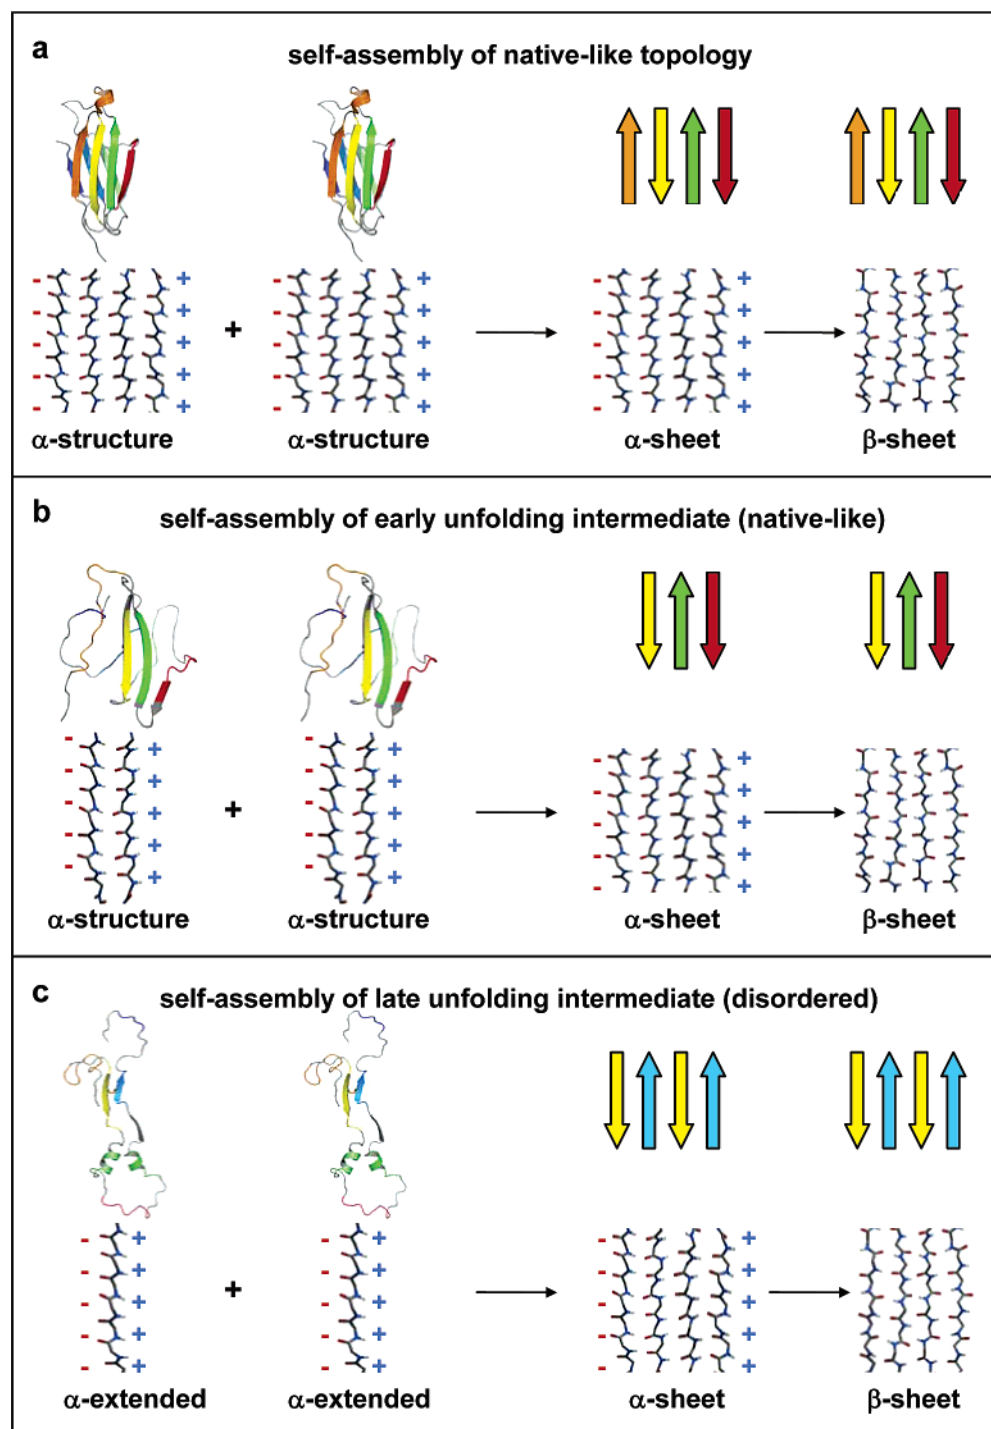 a
self-assembly of native-like topology
- + - + - + - +
- + - + - + - +
- + + - + - + - +
- + - + - + - +
- + - + - + - +
α-structure α-structure α-sheet β-sheet
b
self-assembly of early unfolding intermediate (native-like)
- + - +
- + - + - +
- + + - + - +
- + - + - +
- + - + - +
- +
α-structure α-structure α-sheet β-sheet
c
self-assembly of late unfolding intermediate (disordered)
- + - + - +
- + - + - +
- + + - + - +
- + - + - +
- + - + - +
α-extended α-extended α-sheet β-sheet